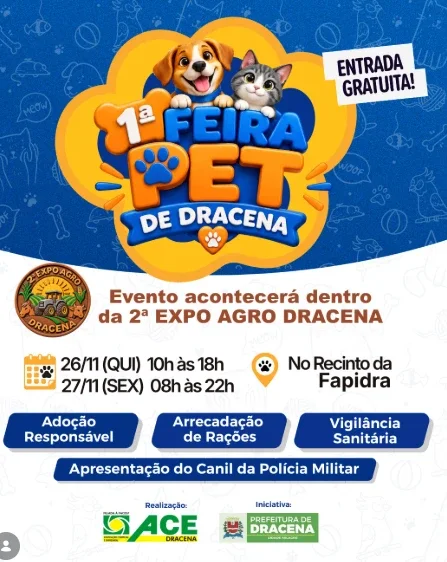 ENTRADA
GRATUITA!
1ª FEIRA
PET
DE DRACENA
2ª EXPO AGRO
DRACENA
Evento acontecerá dentro
da 2ª EXPO AGRO DRACENA
26/11 (QUI) 10h às 18h
27/11 (SEX) 08h às 22h
No Recinto da
Fapidra
Adoção
Responsável
Arrecadação
de Rações
Vigilância
Sanitária
Apresentação do Canil da Polícia Militar
Realização:
ACE
DRACENA
Iniciativa:
PREFEITURA DE
DRACENA